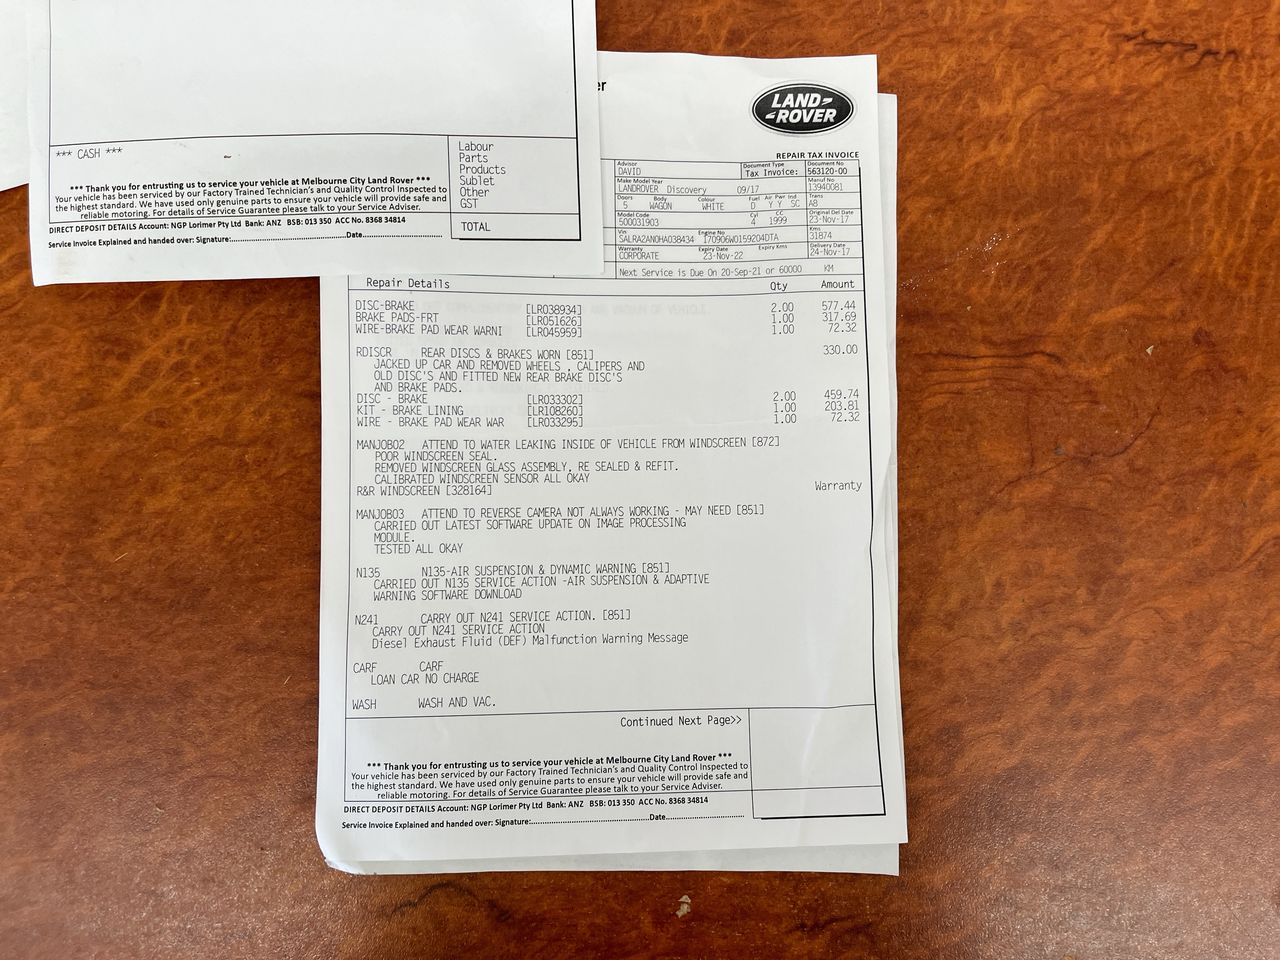 *** CASH ***
Labour
Parts
Products
Sublet
Other
GST
TOTAL
*** Thank you for entrusting us to service your vehicle at Melbourne City Land Rover ***
Your vehicle has been serviced by our Factory Trained Technician's and Quality Control Inspected to
the highest standard. We have used only genuine parts to ensure your vehicle will provide safe and
reliable motoring. For details of Service Guarantee please talk to your Service Adviser.
DIRECT DEPOSIT DETAILS Account: NGP Lorimer Pty Ltd Bank: ANZ BSB: 013 350 ACC No. 8368 34814
Service Invoice Explained and handed over: Signature:..........Date..........
er
LAND ROVER
REPAIR TAX INVOICE
Advisor Document Type Document No
DAVID Tax Invoice: 563120-00
Make Model Year Manuf No
LANDROVER Discovery 09/17 13940081
Doors Body Colour Fuel Air Pwr Ind Trans
5 WAGON WHITE D Y Y SC A8
Model Code Cyl CC Original Del Date
500031903 4 1999 23-Nov-17
Vin Engine No Kms
SALRA2AN0HA038434 170906W0159204DTA 31874
Warranty Expiry Date Expiry Kms Delivery Date
CORPORATE 23-Nov-22 24-Nov-17
Next Service is Due On 20-Sep-21 or 60000 KM
Repair Details Qty Amount
DISC-BRAKE [LR038934] 2.00 577.44
BRAKE PADS-FRT [LR051626] 1.00 317.69
WIRE-BRAKE PAD WEAR WARNI [LR045959] 1.00 72.32
RDISCR REAR DISCS & BRAKES WORN [851] 330.00
JACKED UP CAR AND REMOVED WHEELS , CALIPERS AND
OLD DISC'S AND FITTED NEW REAR BRAKE DISC'S
AND BRAKE PADS.
DISC - BRAKE [LR033302] 2.00 459.74
KIT - BRAKE LINING [LR108260] 1.00 203.81
WIRE - BRAKE PAD WEAR WAR [LR033295] 1.00 72.32
MANJOB02 ATTEND TO WATER LEAKING INSIDE OF VEHICLE FROM WINDSCREEN [872]
POOR WINDSCREEN SEAL.
REMOVED WINDSCREEN GLASS ASSEMBLY, RE SEALED & REFIT.
CALIBRATED WINDSCREEN SENSOR ALL OKAY
R&R WINDSCREEN [328164] Warranty
MANJOB03 ATTEND TO REVERSE CAMERA NOT ALWAYS WORKING - MAY NEED [851]
CARRIED OUT LATEST SOFTWARE UPDATE ON IMAGE PROCESSING
MODULE.
TESTED ALL OKAY
N135 N135-AIR SUSPENSION & DYNAMIC WARNING [851]
CARRIED OUT N135 SERVICE ACTION -AIR SUSPENSION & ADAPTIVE
WARNING SOFTWARE DOWNLOAD
N241 CARRY OUT N241 SERVICE ACTION. [851]
CARRY OUT N241 SERVICE ACTION
Diesel Exhaust Fluid (DEF) Malfunction Warning Message
CARF CARF
LOAN CAR NO CHARGE
WASH WASH AND VAC.
Continued Next Page>>
*** Thank you for entrusting us to service your vehicle at Melbourne City Land Rover ***
Your vehicle has been serviced by our Factory Trained Technician's and Quality Control Inspected to
the highest standard. We have used only genuine parts to ensure your vehicle will provide safe and
reliable motoring. For details of Service Guarantee please talk to your Service Adviser.
DIRECT DEPOSIT DETAILS Account: NGP Lorimer Pty Ltd Bank: ANZ BSB: 013 350 ACC No. 8368 34814
Service Invoice Explained and handed over: Signature:..........Date..........